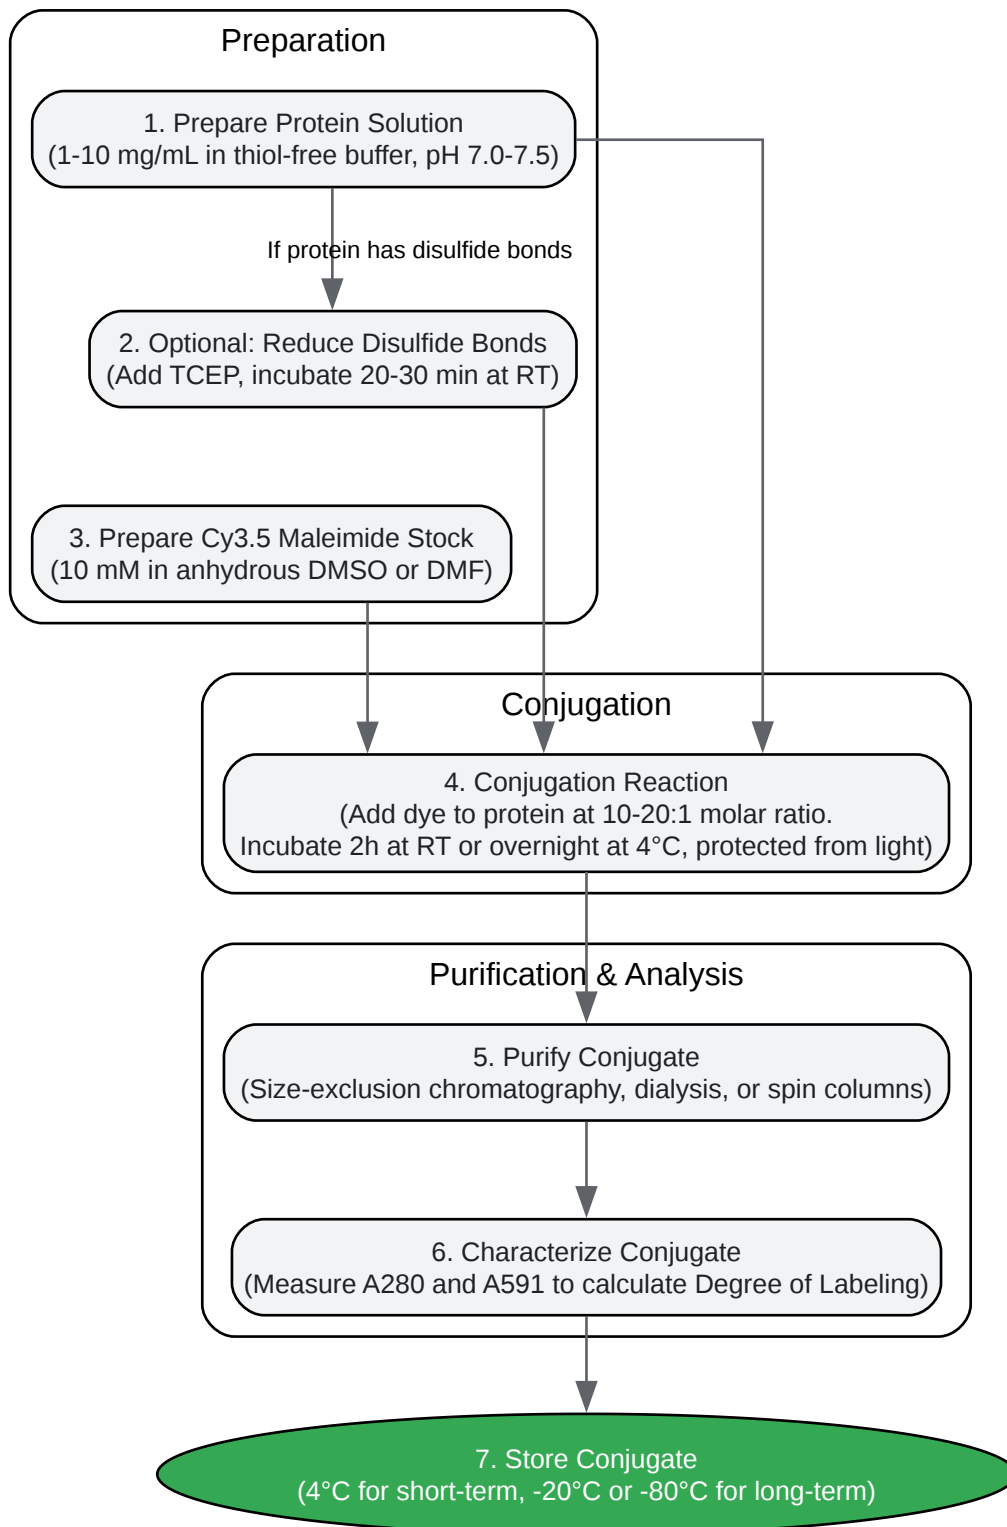 Preparation
1. Prepare Protein Solution
(1-10 mg/mL in thiol-free buffer, pH 7.0-7.5)
If protein has disulfide bonds
2. Optional: Reduce Disulfide Bonds
(Add TCEP, incubate 20-30 min at RT)
3. Prepare Cy3.5 Maleimide Stock
(10 mM in anhydrous DMSO or DMF)
Conjugation
4. Conjugation Reaction
(Add dye to protein at 10-20:1 molar ratio.
Incubate 2h at RT or overnight at 4°C, protected from light)
Purification & Analysis
5. Purify Conjugate
(Size-exclusion chromatography, dialysis, or spin columns)
6. Characterize Conjugate
(Measure A280 and A591 to calculate Degree of Labeling)
7. Store Conjugate
(4°C for short-term, -20°C or -80°C for long-term)